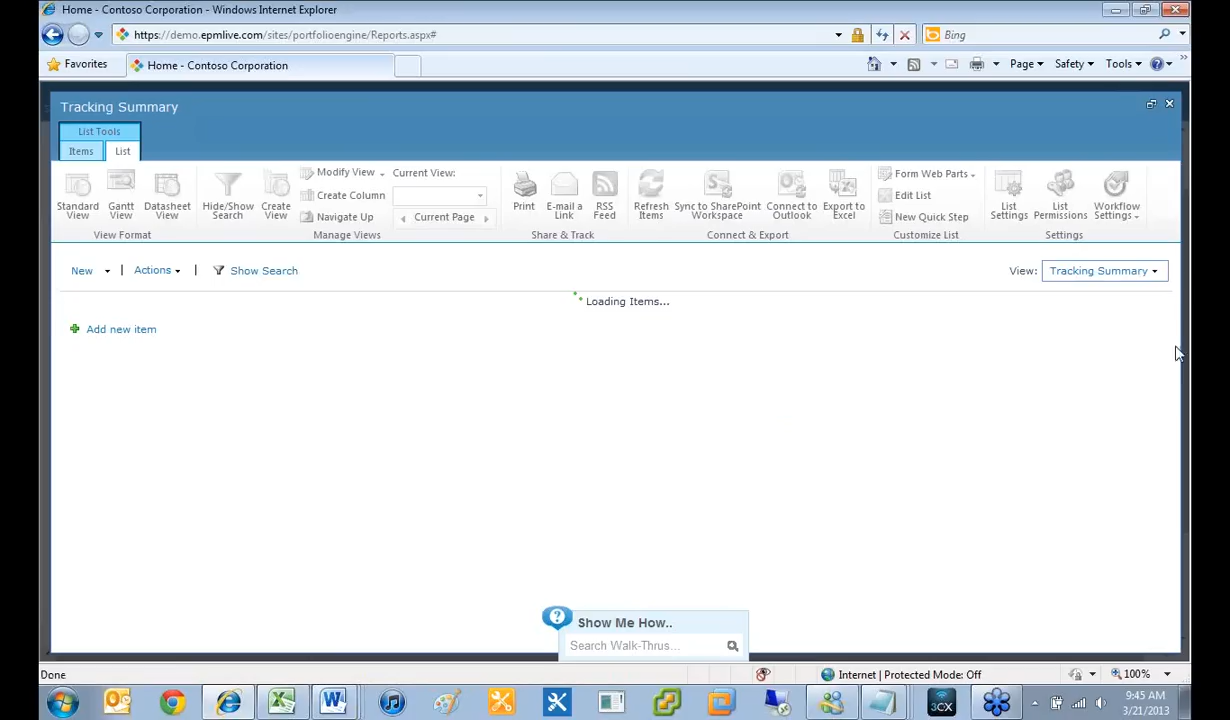 Home - Contoso Corporation - Windows Internet Explorer
https://demo.epmlive.com/sites/portfolioengine/Reports.aspx#
Bing
Favorites
Home - Contoso Corporation
Page
Safety
Tools
Tracking Summary
List Tools
Items
List
Standard View
Gantt View
Datasheet View
View Format
Hide/Show Search
Create View
Modify View
Create Column
Navigate Up
Current View:
Current Page
Manage Views
Print
E-mail a Link
RSS Feed
Share & Track
Refresh Items
Sync to SharePoint Workspace
Connect to Outlook
Export to Excel
Connect & Export
Form Web Parts
Edit List
New Quick Step
Customize List
List Settings
List Permissions
Workflow Settings
Settings
New | Actions | Show Search
View: Tracking Summary
Loading Items...
Add new item
? Show Me How..
Search Walk-Thrus...
Done
Internet | Protected Mode: Off
100%
3CX
9:45 AM
3/21/2013